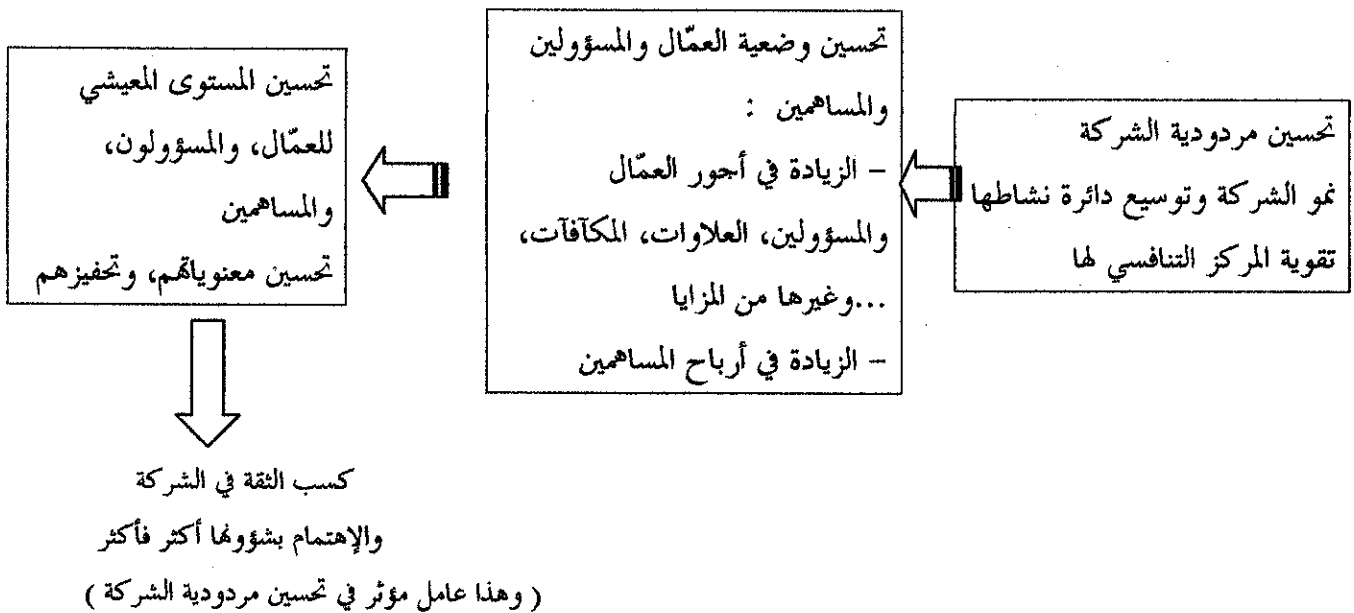 تحسين مردودية الشركة
نمو الشركة وتوسيع دائرة نشاطها
تقوية المركز التنافسي لها
تحسين وضعية العمّال والمسؤولين
والمساهمين :
– الزيادة في أجور العمّال
والمسؤولين، العلاوات، المكآفآت،
...وغيرها من المزايا
– الزيادة في أرباح المساهمين
تحسين المستوى المعيشي
للعمّال، والمسؤولون،
والمساهمين
تحسين معنوياتهم، وتحفيزهم
كسب الثقة في الشركة
والإهتمام بشؤونها أكثر فأكثر
( وهذا عامل مؤثر في تحسين مردودية الشركة )